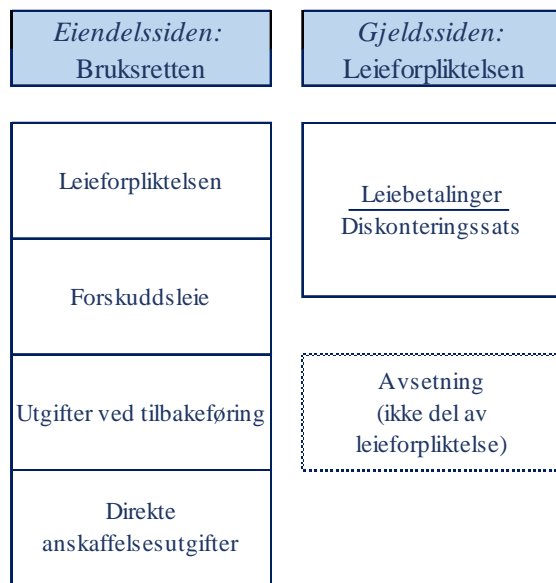 Eiendelssiden:
Bruksretten
Gjeldssiden:
Leieforpliktelsen
Leieforpliktelsen
Forskuddsleie
Utgifter ved tilbakeføring
Direkte
anskaffelsesutgifter
Leiebetalinger
Diskonteringssats
Avsetning
(ikke del av
leieforpliktelse)